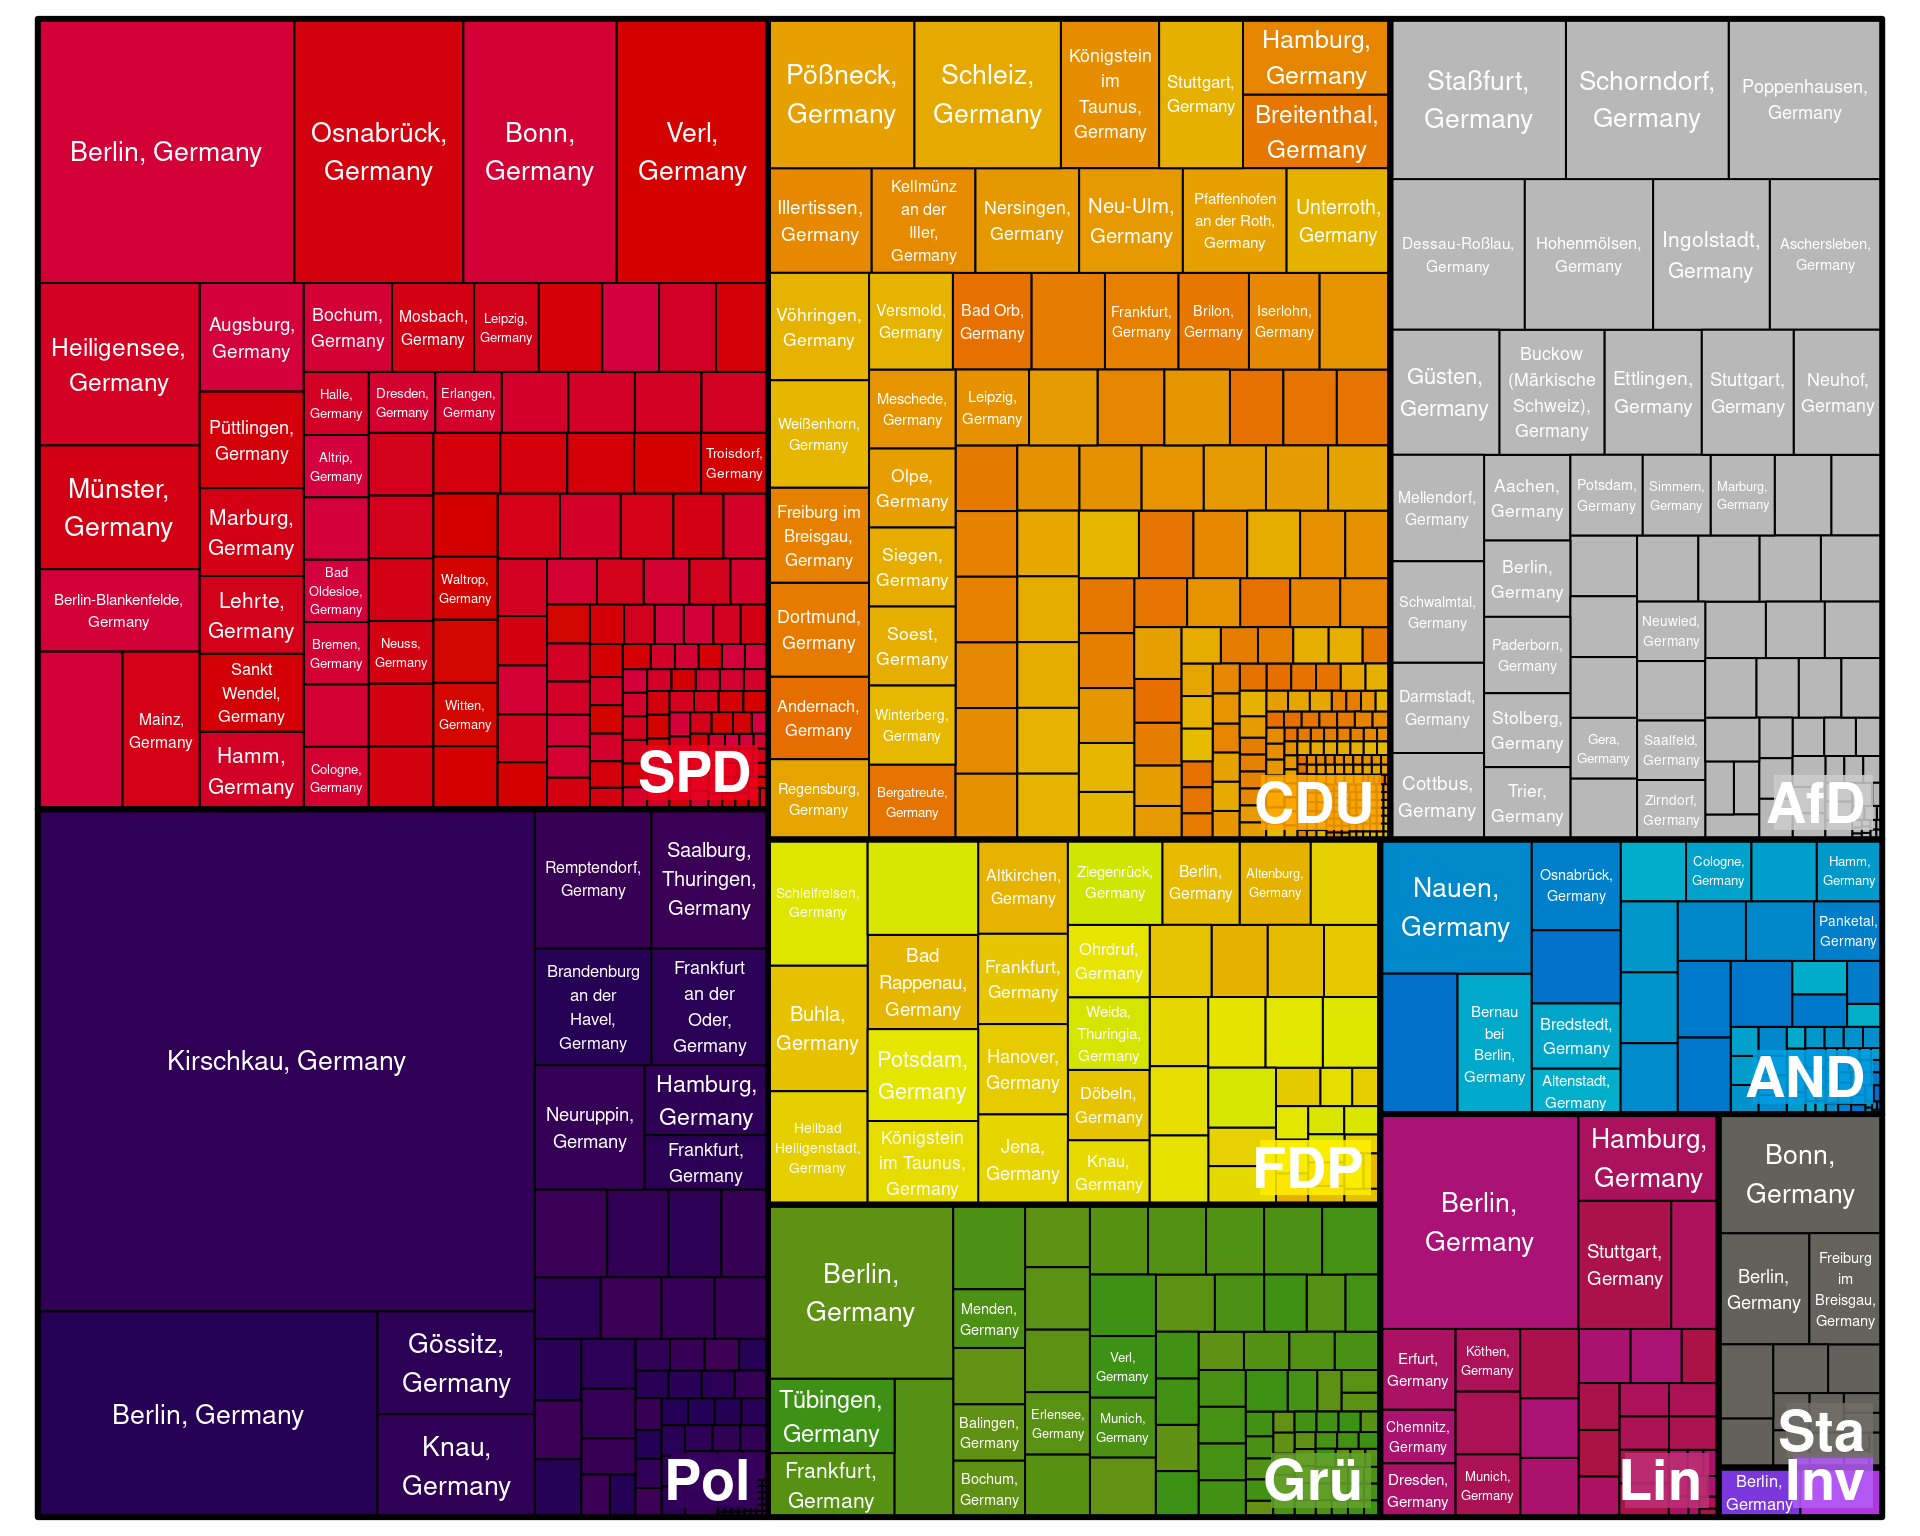 Berlin, Germany
Osnabrück,
Germany
Bonn,
Germany
Verl,
Germany
Heiligensee,
Germany
Augsburg,
Germany
Bochum,
Germany
Mosbach,
Germany
Leipzig,
Germany
Püttlingen,
Germany
Halle,
Germany
Dresden,
Germany
Erlangen,
Germany
Altrip,
Germany
Troisdorf,
Germany
Münster,
Germany
Marburg,
Germany
Berlin-Blankenfelde,
Germany
Lehrte,
Germany
Bad
Oldesloe,
Germany
Waltrop,
Germany
Bremen,
Germany
Neuss,
Germany
Sankt
Wendel,
Germany
Mainz,
Germany
Witten,
Germany
Hamm,
Germany
Cologne,
Germany
SPD
Pößneck,
Germany
Schleiz,
Germany
Königstein
im
Taunus,
Germany
Stuttgart,
Germany
Hamburg,
Germany
Breitenthal,
Germany
Illertissen,
Germany
Kellmünz
an der
Iller,
Germany
Nersingen,
Germany
Neu-Ulm,
Germany
Pfaffenhofen
an der Roth,
Germany
Unterroth,
Germany
Vöhringen,
Germany
Versmold,
Germany
Bad Orb,
Germany
Frankfurt,
Germany
Brilon,
Germany
Iserlohn,
Germany
Weißenhorn,
Germany
Meschede,
Germany
Leipzig,
Germany
Freiburg im
Breisgau,
Germany
Olpe,
Germany
Siegen,
Germany
Dortmund,
Germany
Soest,
Germany
Andernach,
Germany
Winterberg,
Germany
Regensburg,
Germany
Bergatreute,
Germany
CDU
Staßfurt,
Germany
Schorndorf,
Germany
Poppenhausen,
Germany
Dessau-Roßlau,
Germany
Hohenmölsen,
Germany
Ingolstadt,
Germany
Aschersleben,
Germany
Güsten,
Germany
Buckow
(Märkische
Schweiz),
Germany
Ettlingen,
Germany
Stuttgart,
Germany
Neuhof,
Germany
Mellendorf,
Germany
Aachen,
Germany
Potsdam,
Germany
Simmern,
Germany
Marburg,
Germany
Schwalmtal,
Germany
Berlin,
Germany
Paderborn,
Germany
Neuwied,
Germany
Darmstadt,
Germany
Stolberg,
Germany
Gera,
Germany
Saalfeld,
Germany
Cottbus,
Germany
Trier,
Germany
Zirndorf,
Germany
AfD
Kirschkau, Germany
Remptendorf,
Germany
Saalburg,
Thuringen,
Germany
Brandenburg
an der
Havel,
Germany
Frankfurt
an der
Oder,
Germany
Neuruppin,
Germany
Hamburg,
Germany
Frankfurt,
Germany
Berlin, Germany
Gössitz,
Germany
Knau,
Germany
Pol
Schleifreisen,
Germany
Altkirchen,
Germany
Ziegenrück,
Germany
Berlin,
Germany
Altenburg,
Germany
Bad
Rappenau,
Germany
Frankfurt,
Germany
Ohrdruf,
Germany
Buhla,
Germany
Potsdam,
Germany
Hanover,
Germany
Weida,
Thuringia,
Germany
Döbeln,
Germany
Heilbad
Heiligenstadt,
Germany
Königstein
im Taunus,
Germany
Jena,
Germany
Knau,
Germany
FDP
Berlin,
Germany
Menden,
Germany
Verl,
Germany
Tübingen,
Germany
Balingen,
Germany
Erlensee,
Germany
Munich,
Germany
Frankfurt,
Germany
Bochum,
Germany
Grü
Nauen,
Germany
Osnabrück,
Germany
Cologne,
Germany
Hamm,
Germany
Panketal,
Germany
Bernau
bei
Berlin,
Germany
Bredstedt,
Germany
Altenstadt,
Germany
AND
Berlin,
Germany
Hamburg,
Germany
Stuttgart,
Germany
Erfurt,
Germany
Köthen,
Germany
Chemnitz,
Germany
Dresden,
Germany
Munich,
Germany
Lin
Bonn,
Germany
Berlin,
Germany
Freiburg
im
Breisgau,
Germany
Sta
Berlin,
Germany
Inv